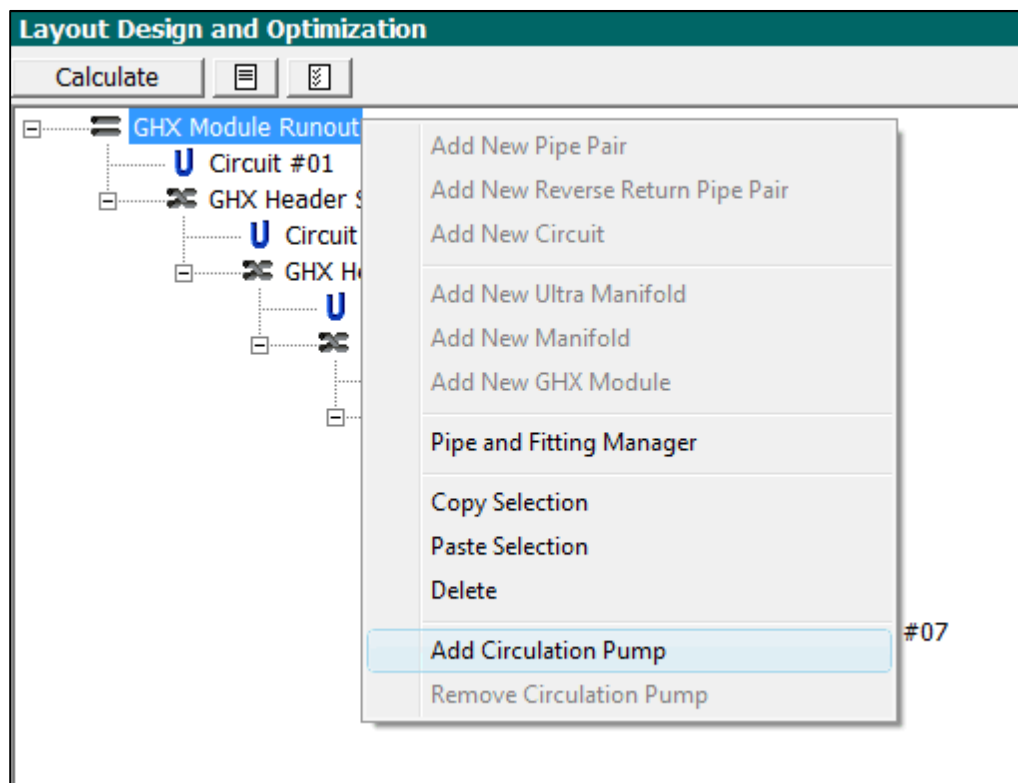 Layout Design and Optimization
Calculate
GHX Module Runout
Circuit #01
GHX Header S
Circuit
GHX He
Add New Pipe Pair
Add New Reverse Return Pipe Pair
Add New Circuit
Add New Ultra Manifold
Add New Manifold
Add New GHX Module
Pipe and Fitting Manager
Copy Selection
Paste Selection
Delete
Add Circulation Pump
#07
Remove Circulation Pump